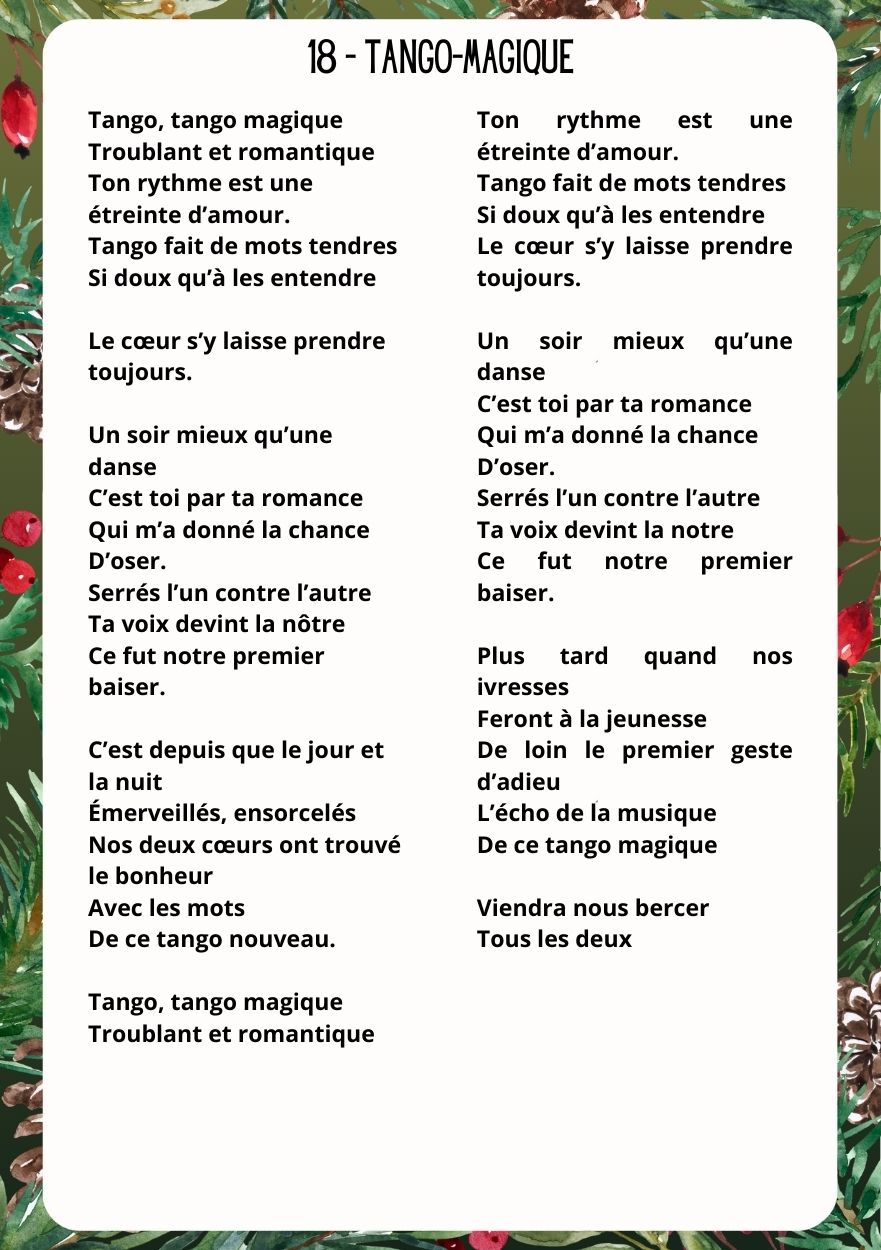 18 - TANGO-MAGIQUE
Tango, tango magique
Troublant et romantique
Ton rythme est une
étreinte d’amour.
Tango fait de mots tendres
Si doux qu’à les entendre
Le cœur s’y laisse prendre
toujours.
Un soir mieux qu’une
danse
C’est toi par ta romance
Qui m’a donné la chance
D’oser.
Serrés l’un contre l’autre
Ta voix devint la nôtre
Ce fut notre premier
baiser.
C’est depuis que le jour et
la nuit
Émerveillés, ensorcelés
Nos deux cœurs ont trouvé
le bonheur
Avec les mots
De ce tango nouveau.
Tango, tango magique
Troublant et romantique
Ton rythme est une
étreinte d’amour.
Tango fait de mots tendres
Si doux qu’à les entendre
Le cœur s’y laisse prendre
toujours.
Un soir mieux qu’une
danse
C’est toi par ta romance
Qui m’a donné la chance
D’oser.
Serrés l’un contre l’autre
Ta voix devint la notre
Ce fut notre premier
baiser.
Plus tard quand nos
ivresses
Feront à la jeunesse
De loin le premier geste
d’adieu
L’écho de la musique
De ce tango magique
Viendra nous bercer
Tous les deux